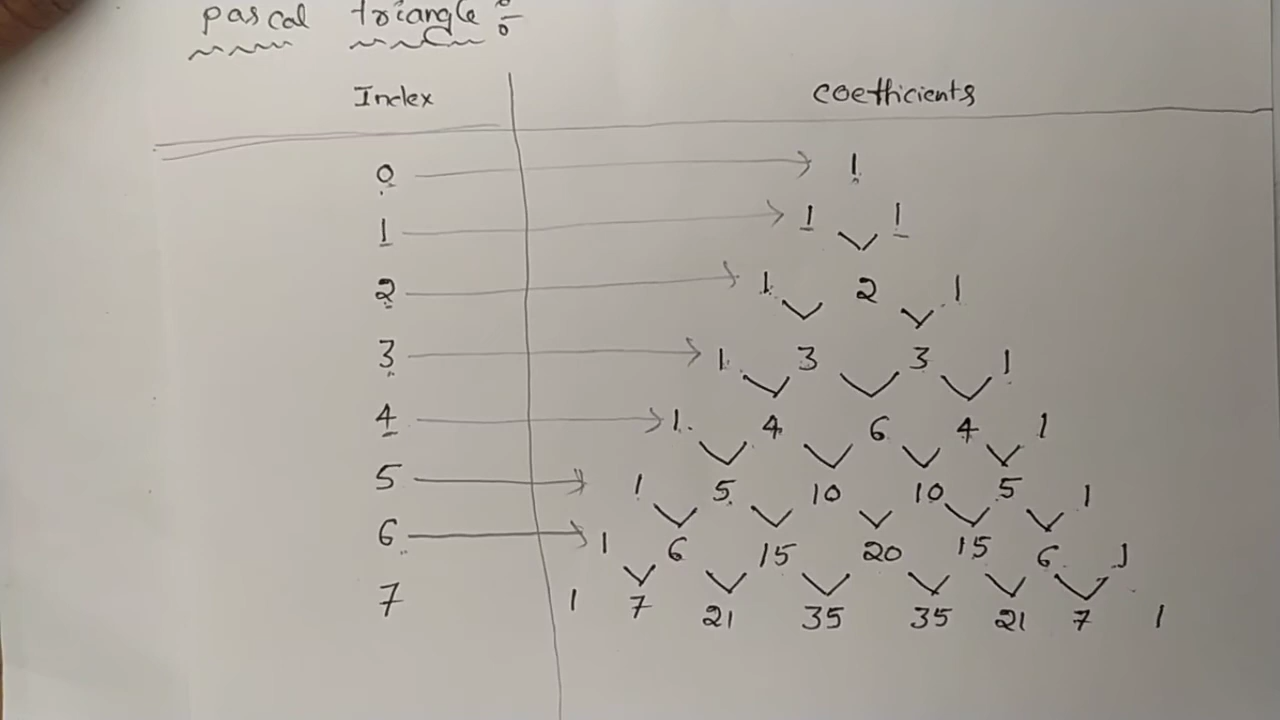 pascal triangle :-
Index coefficients
0 → 1
1 → 1 1
2 → 1 2 1
3 → 1 3 3 1
4 → 1 4 6 4 1
5 → 1 5 10 10 5 1
6 → 1 6 15 20 15 6 1
7 1 7 21 35 35 21 7 1